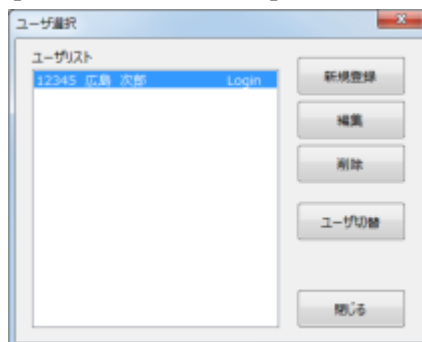 ユーザ選択
ユーザリスト
12345 広島 次郎 Login
新規登録
編集
削除
ユーザ切替
閉じる